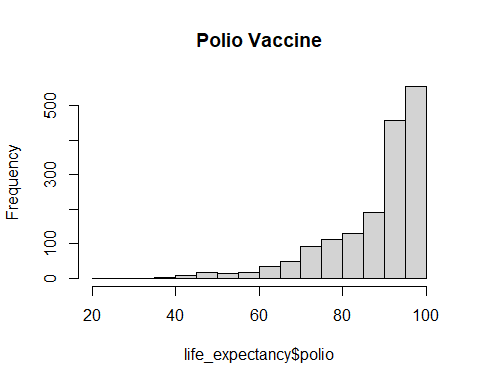 Polio Vaccine
Frequency
500
300
100
0
20 40 60 80 100
life_expectancy$polio